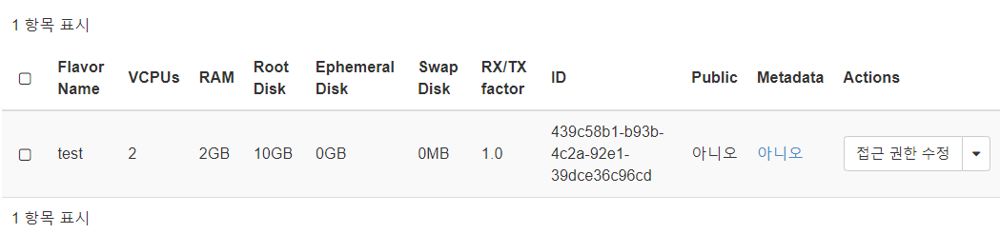 1 항목 표시
Flavor Name VCPUs RAM Root Disk Ephemeral Disk Swap Disk RX/TX factor ID Public Metadata Actions
test 2 2GB 10GB 0GB 0MB 1.0 439c58b1-b93b-4c2a-92e1-39dce36c96cd 아니오 아니오 접근 권한 수정
1 항목 표시